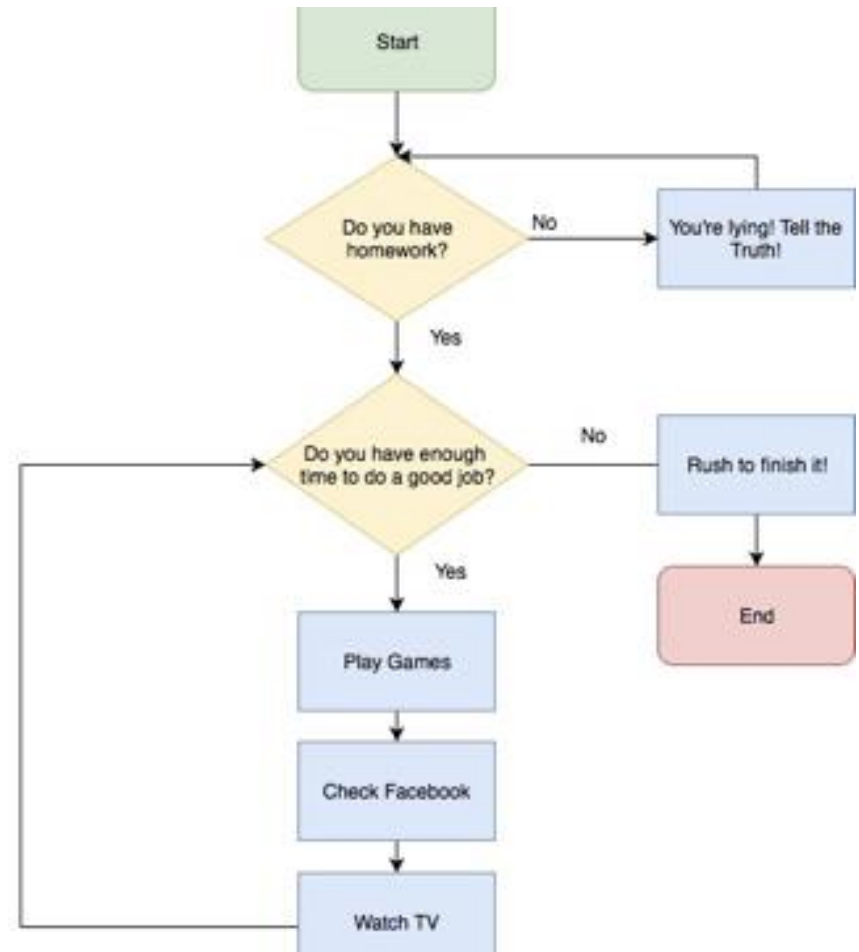 Start
Do you have
homework?
No
You're lying! Tell the
Truth!
Yes
Do you have enough
time to do a good job?
No
Rush to finish it!
Yes
End
Play Games
Check Facebook
Watch TV